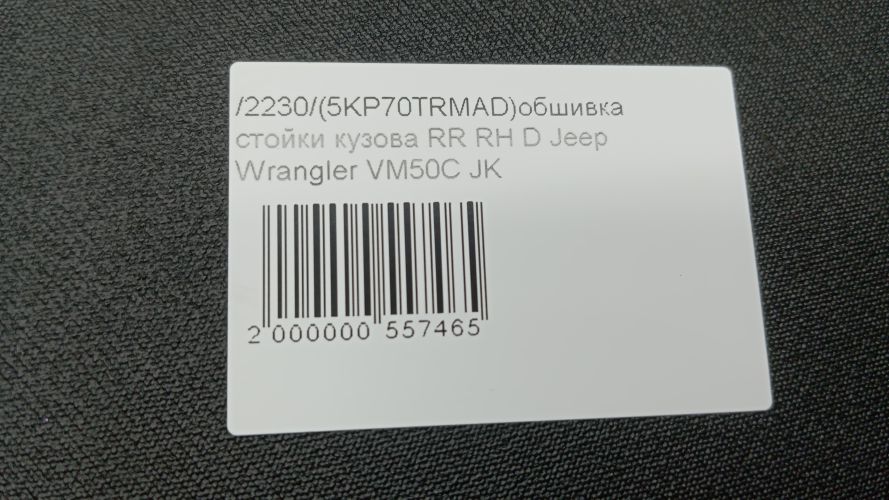 /2230/(5KP70TRMAD)обшивка
стойки кузова RR RH D Jeep
Wrangler VM50C JK
2 000000 557465